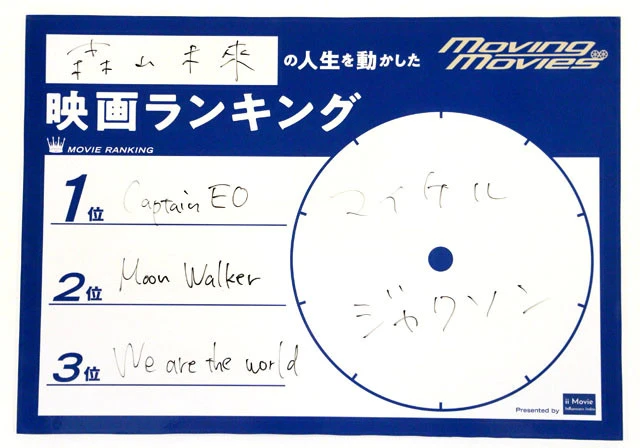 森山未來の人生を動かした
Moving Movies
映画ランキング
MOVIE RANKING
1位 Captain EO
2位 Moon Walker
3位 We are the world
マイケル
ジャクソン
Presented by ii Movie